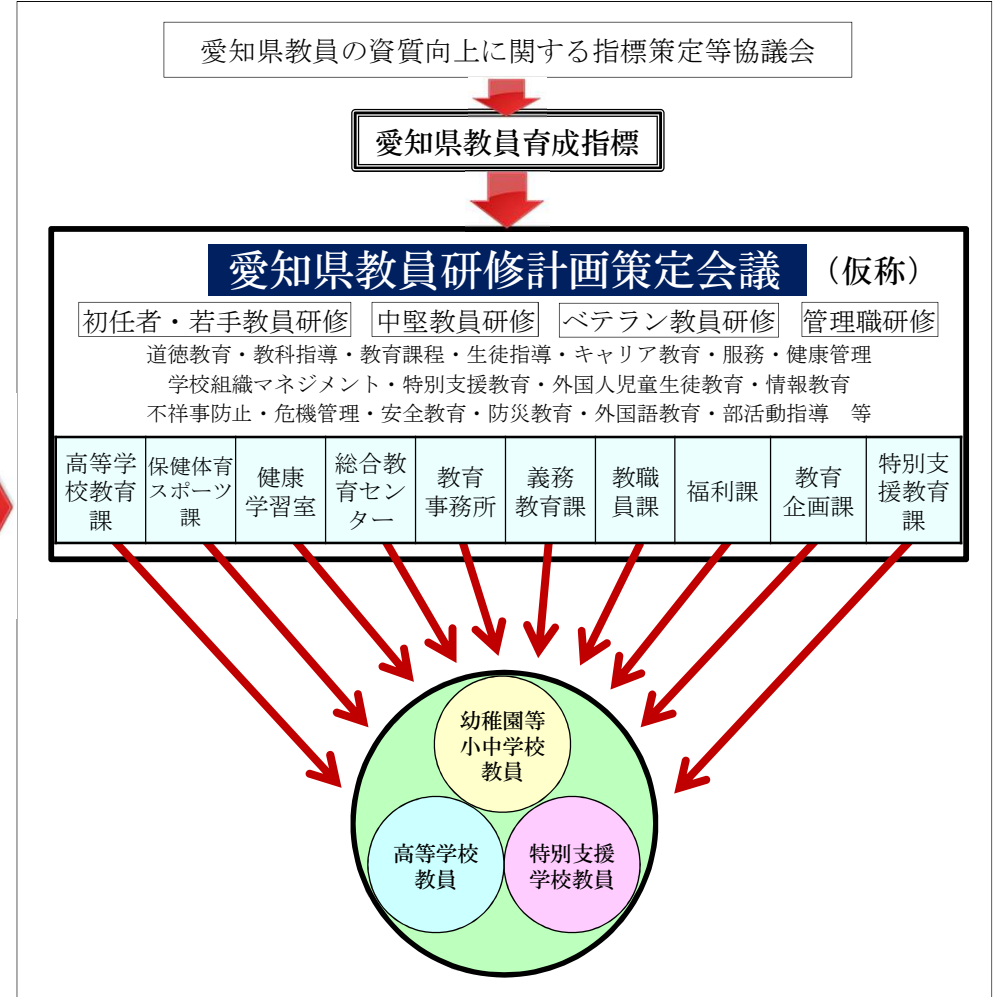 愛知県教員の資質向上に関する指標策定等協議会
愛知県教員育成指標
愛知県教員研修計画策定会議 （仮称）
初任者・若手教員研修 中堅教員研修 ベテラン教員研修 管理職研修
道徳教育・教科指導・教育課程・生徒指導・キャリア教育・服務・健康管理
学校組織マネジメント・特別支援教育・外国人児童生徒教育・情報教育
不祥事防止・危機管理・安全教育・防災教育・外国語教育・部活動指導　等
高等学
校教育
課
保健体育
スポーツ
課
健康
学習室
総合教
育セン
ター
教育
事務所
義務
教育課
教職
員課
福利課
教育
企画課
特別支
援教育
課
幼稚園等
小中学校
教員
高等学校
教員
特別支援
学校教員